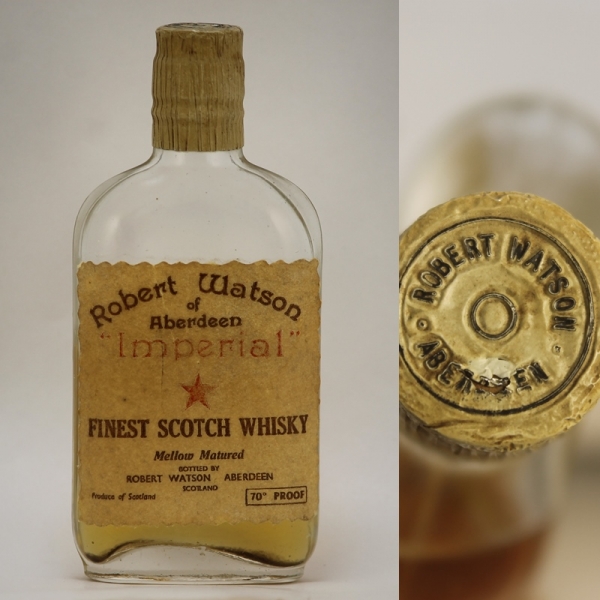 Robert Watson
of
Aberdeen
"Imperial"
FINEST SCOTCH WHISKY
Mellow Matured
BOTTLED BY
ROBERT WATSON ABERDEEN
SCOTLAND
Produce of Scotland
70° PROOF
ROBERT WATSON
ABERDEEN